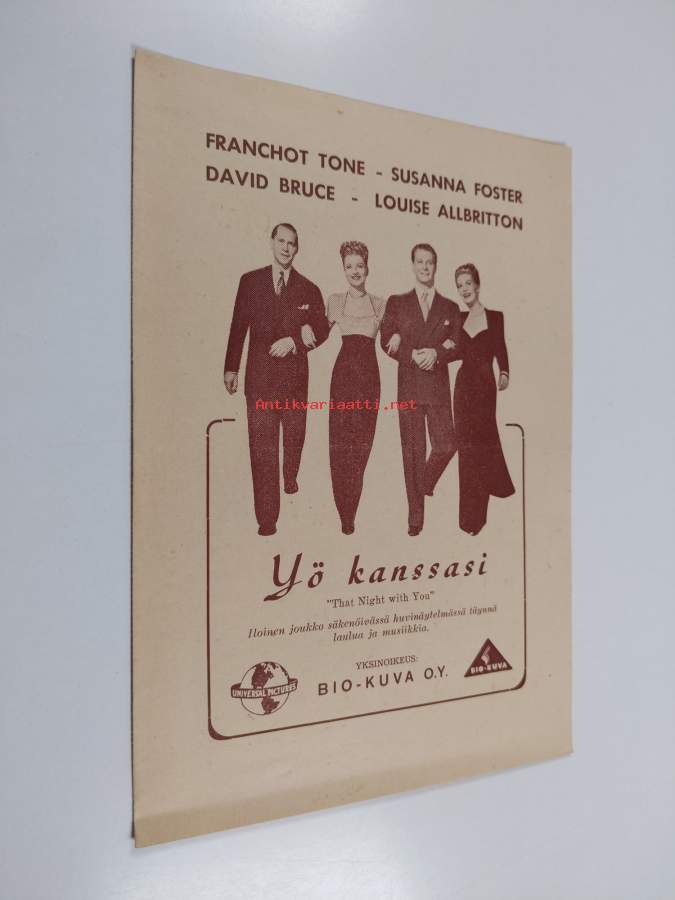 FRANCHOT TONE - SUSANNA FOSTER
DAVID BRUCE - LOUISE ALLBRITTON
Antikvariaatti.net
Yö kanssasi
"That Night with You"
Iloinen joukko säkenöivässä huvinäytelmässä täynnä
laulua ja musiikkia.
YKSINOIKEUS:
BIO-KUVA O.Y.
UNIVERSAL PICTURES
BIO-KUVA